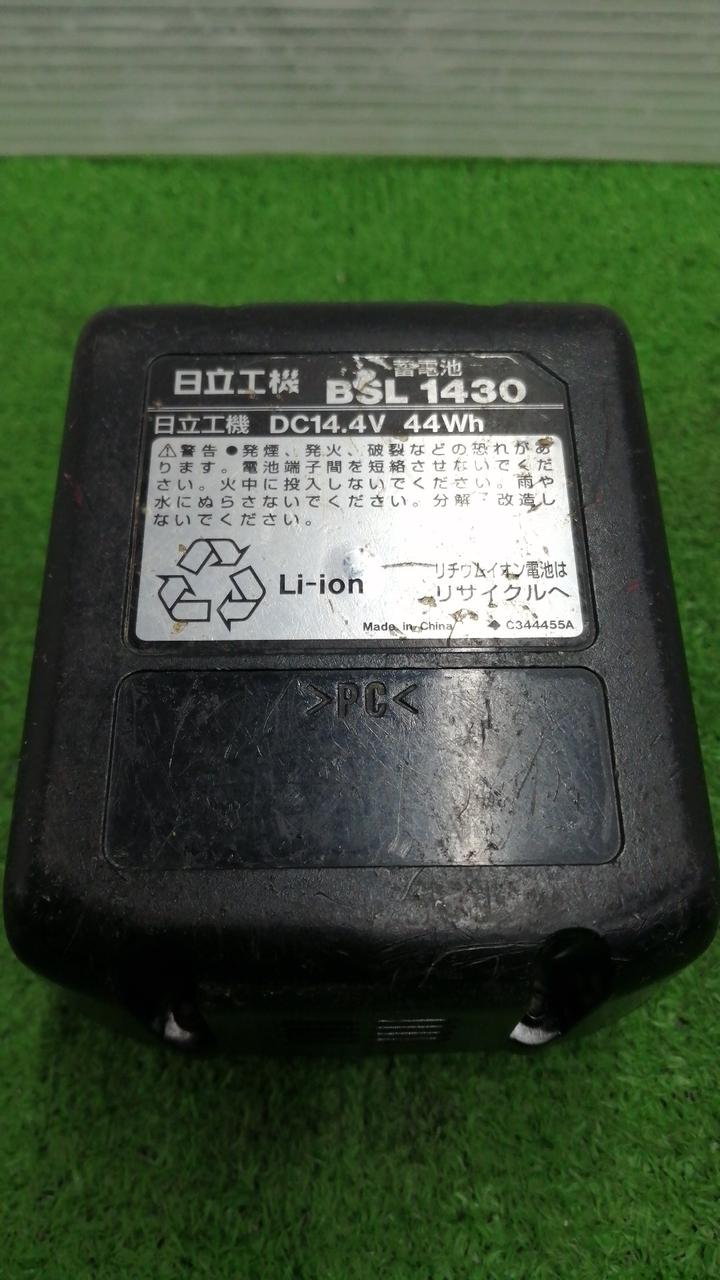 日立工機 蓄電池
BSL 1430
日立工機 DC14.4V 44Wh
⚠警告 ●発煙、発火、破裂などの恐れがあ
ります。電池端子間を短絡させないでくだ
さい。火中に投入しないでください。雨や
水にぬらさないでください。分解・改造し
ないでください。
Li-ion
リチウムイオン電池は
リサイクルへ
Made in China ◆ C344455A
>PC<